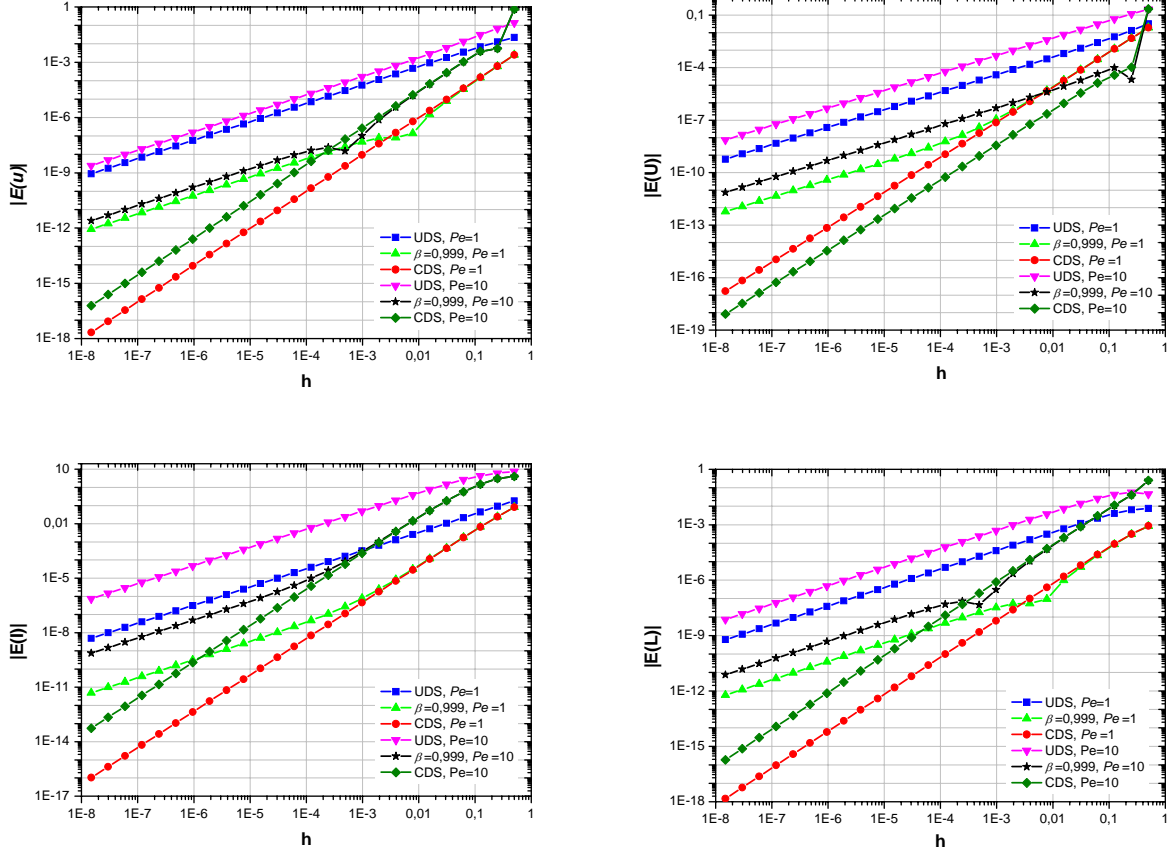 |E(u)|
1
1E-3
1E-6
1E-9
1E-12
1E-15
1E-18
UDS, Pe=1
β=0,999, Pe=1
CDS, Pe=1
UDS, Pe=10
β=0,999, Pe=10
CDS, Pe=10
1E-8 1E-7 1E-6 1E-5 1E-4 1E-3 0,01 0,1 1
h
|E(U)|
0,1
1E-4
1E-7
1E-10
1E-13
1E-16
1E-19
UDS, Pe=1
β=0,999, Pe=1
CDS, Pe=1
UDS, Pe=10
β=0,999, Pe=10
CDS, Pe=10
1E-8 1E-7 1E-6 1E-5 1E-4 1E-3 0,01 0,1 1
h
|E(I)|
10
0,01
1E-5
1E-8
1E-11
1E-14
1E-17
UDS, Pe=1
β=0,999, Pe=1
CDS, Pe=1
UDS, Pe=10
β=0,999, Pe=10
CDS, Pe=10
1E-8 1E-7 1E-6 1E-5 1E-4 1E-3 0,01 0,1 1
h
|E(L)|
1
1E-3
1E-6
1E-9
1E-12
1E-15
1E-18
UDS, Pe=1
β=0,999, Pe=1
CDS, Pe=1
UDS, Pe=10
β=0,999, Pe=10
CDS, Pe=10
1E-8 1E-7 1E-6 1E-5 1E-4 1E-3 0,01 0,1 1
h